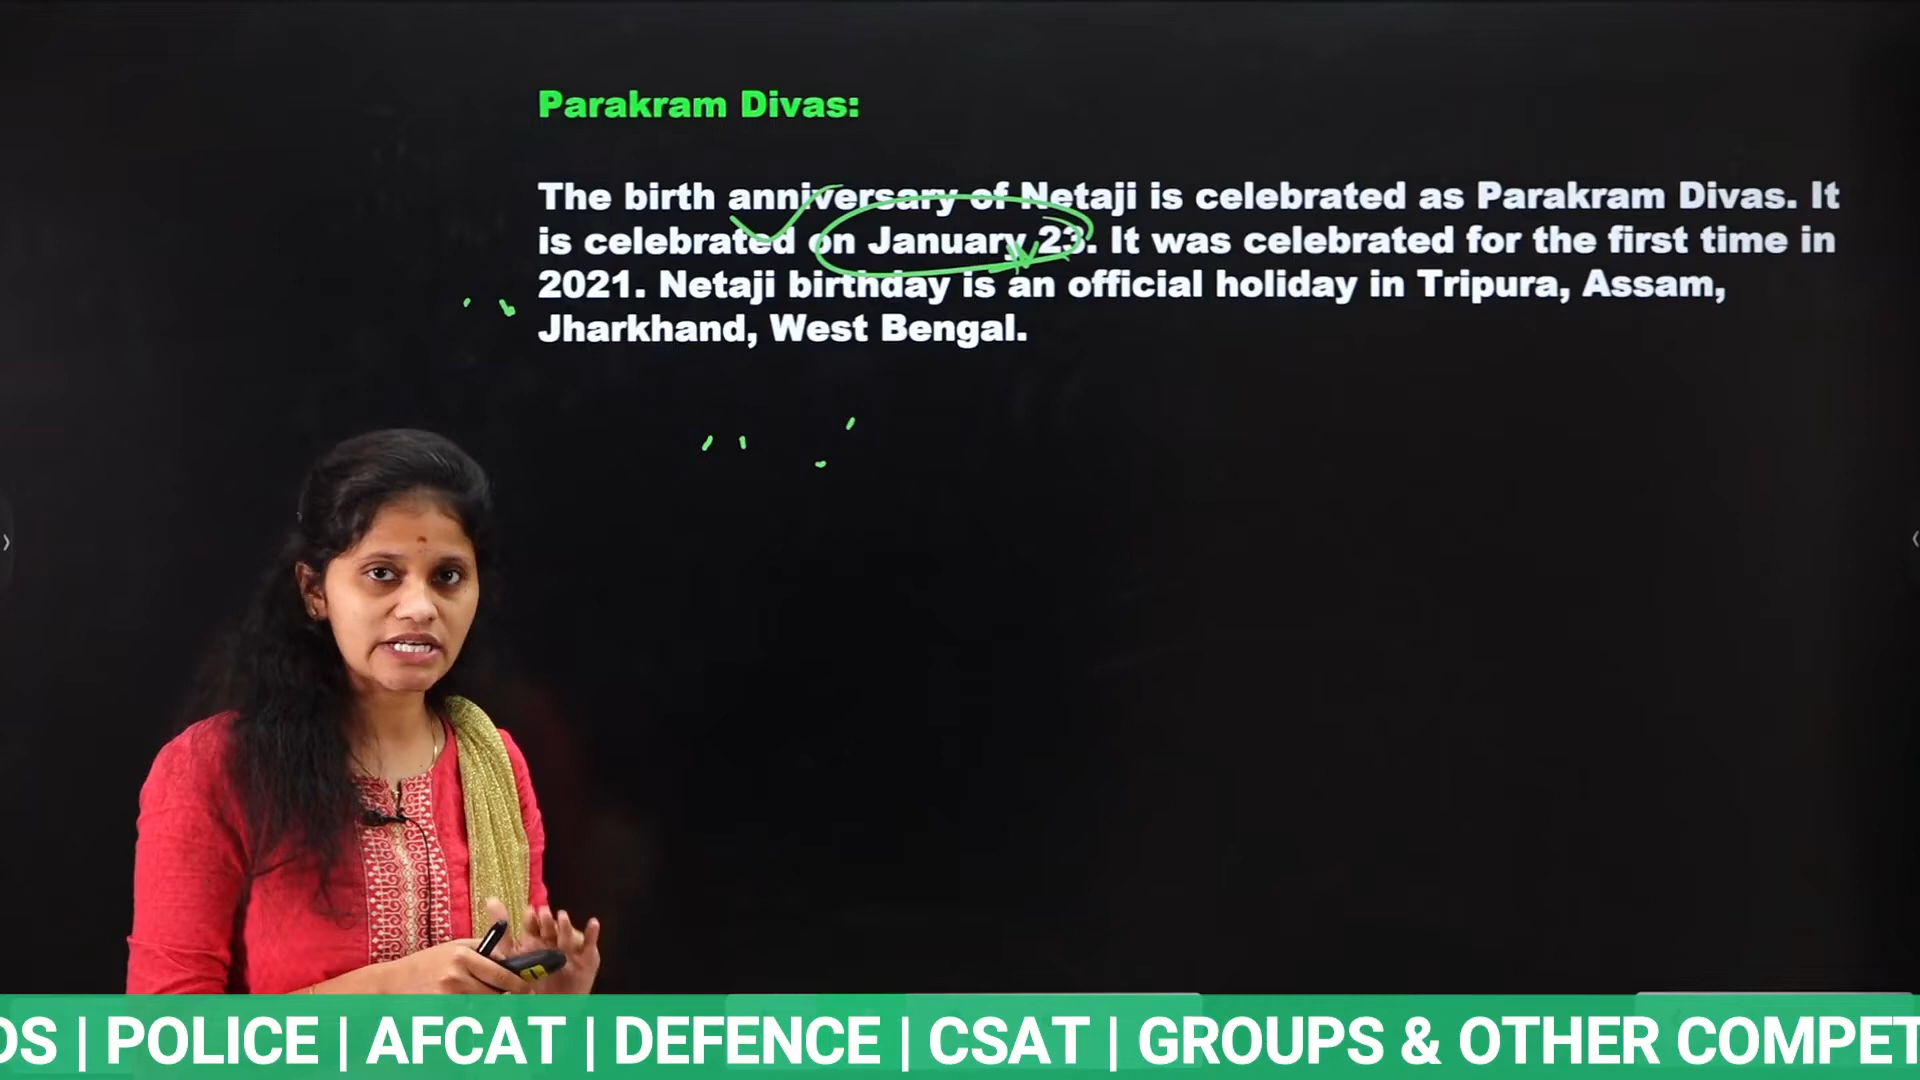 Parakram Divas:
The birth anniversary of Netaji is celebrated as Parakram Divas. It
is celebrated on January 23. It was celebrated for the first time in
2021. Netaji birthday is an official holiday in Tripura, Assam,
Jharkhand, West Bengal.
DS | POLICE | AFCAT | DEFENCE | CSAT | GROUPS & OTHER COMPET